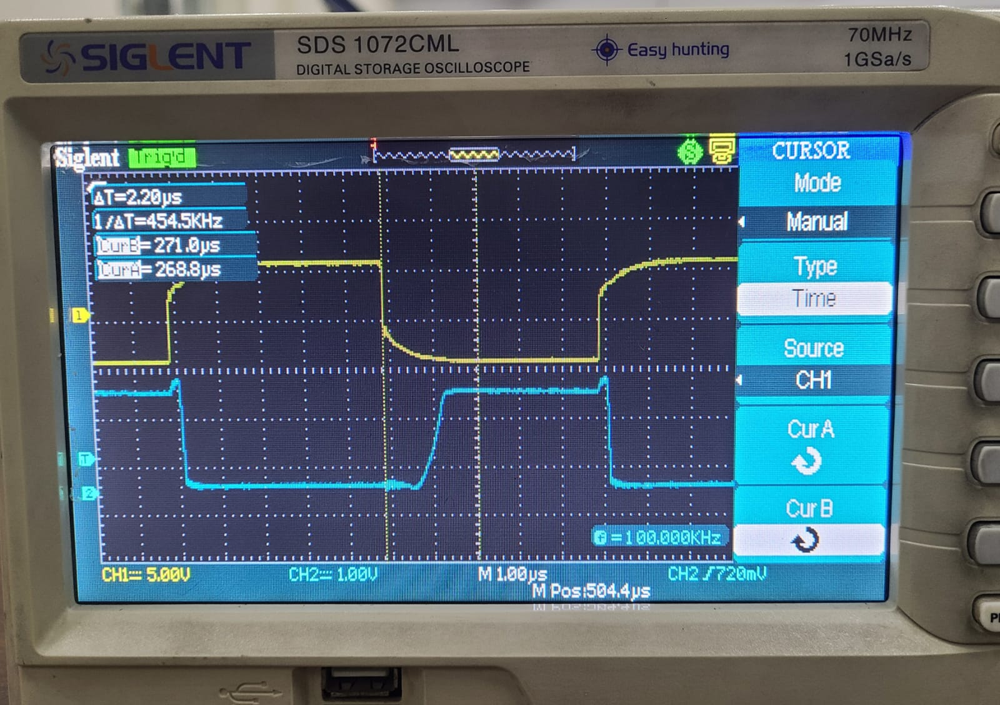 SIGLENT
SDS 1072CML
DIGITAL STORAGE OSCILLOSCOPE
Easy hunting
70MHz
1GSa/s
Siglent
Trig'd
CURSOR
Mode
Manual
Type
Time
Source
CH1
Cur A
Cur B
ΔT=2.20µs
1/ΔT=454.5KHz
CurB=271.0µs
CurA=268.8µs
1
T
2
f=100.000KHz
CH1 5.00V
CH2 1.00V
M 1.00µs
CH2 720mV
M Pos:504.4µs